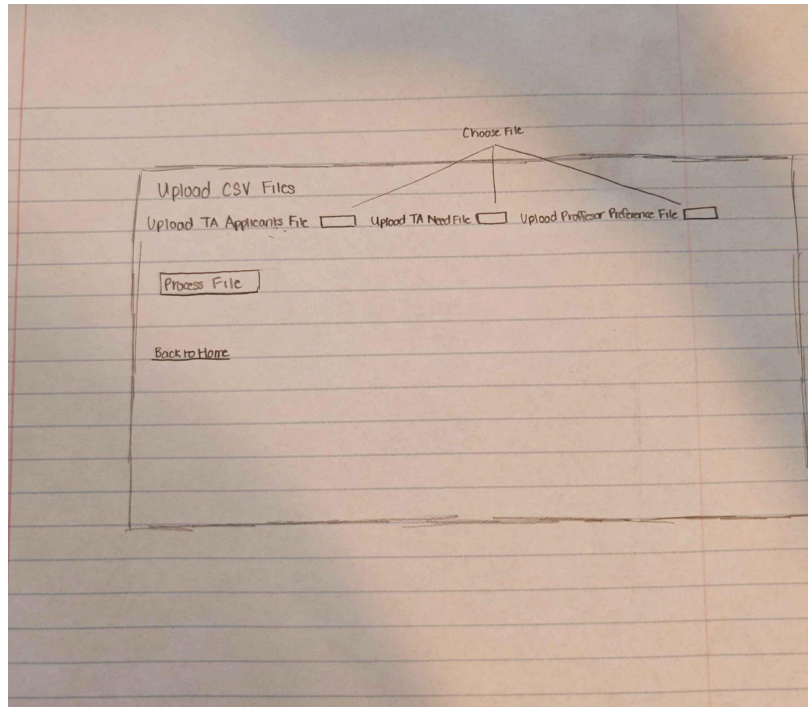 Choose File
Upload CSV Files
Upload TA Applicants File Upload TA Need File Upload Proffesor Preference File
Process File
Back to Home